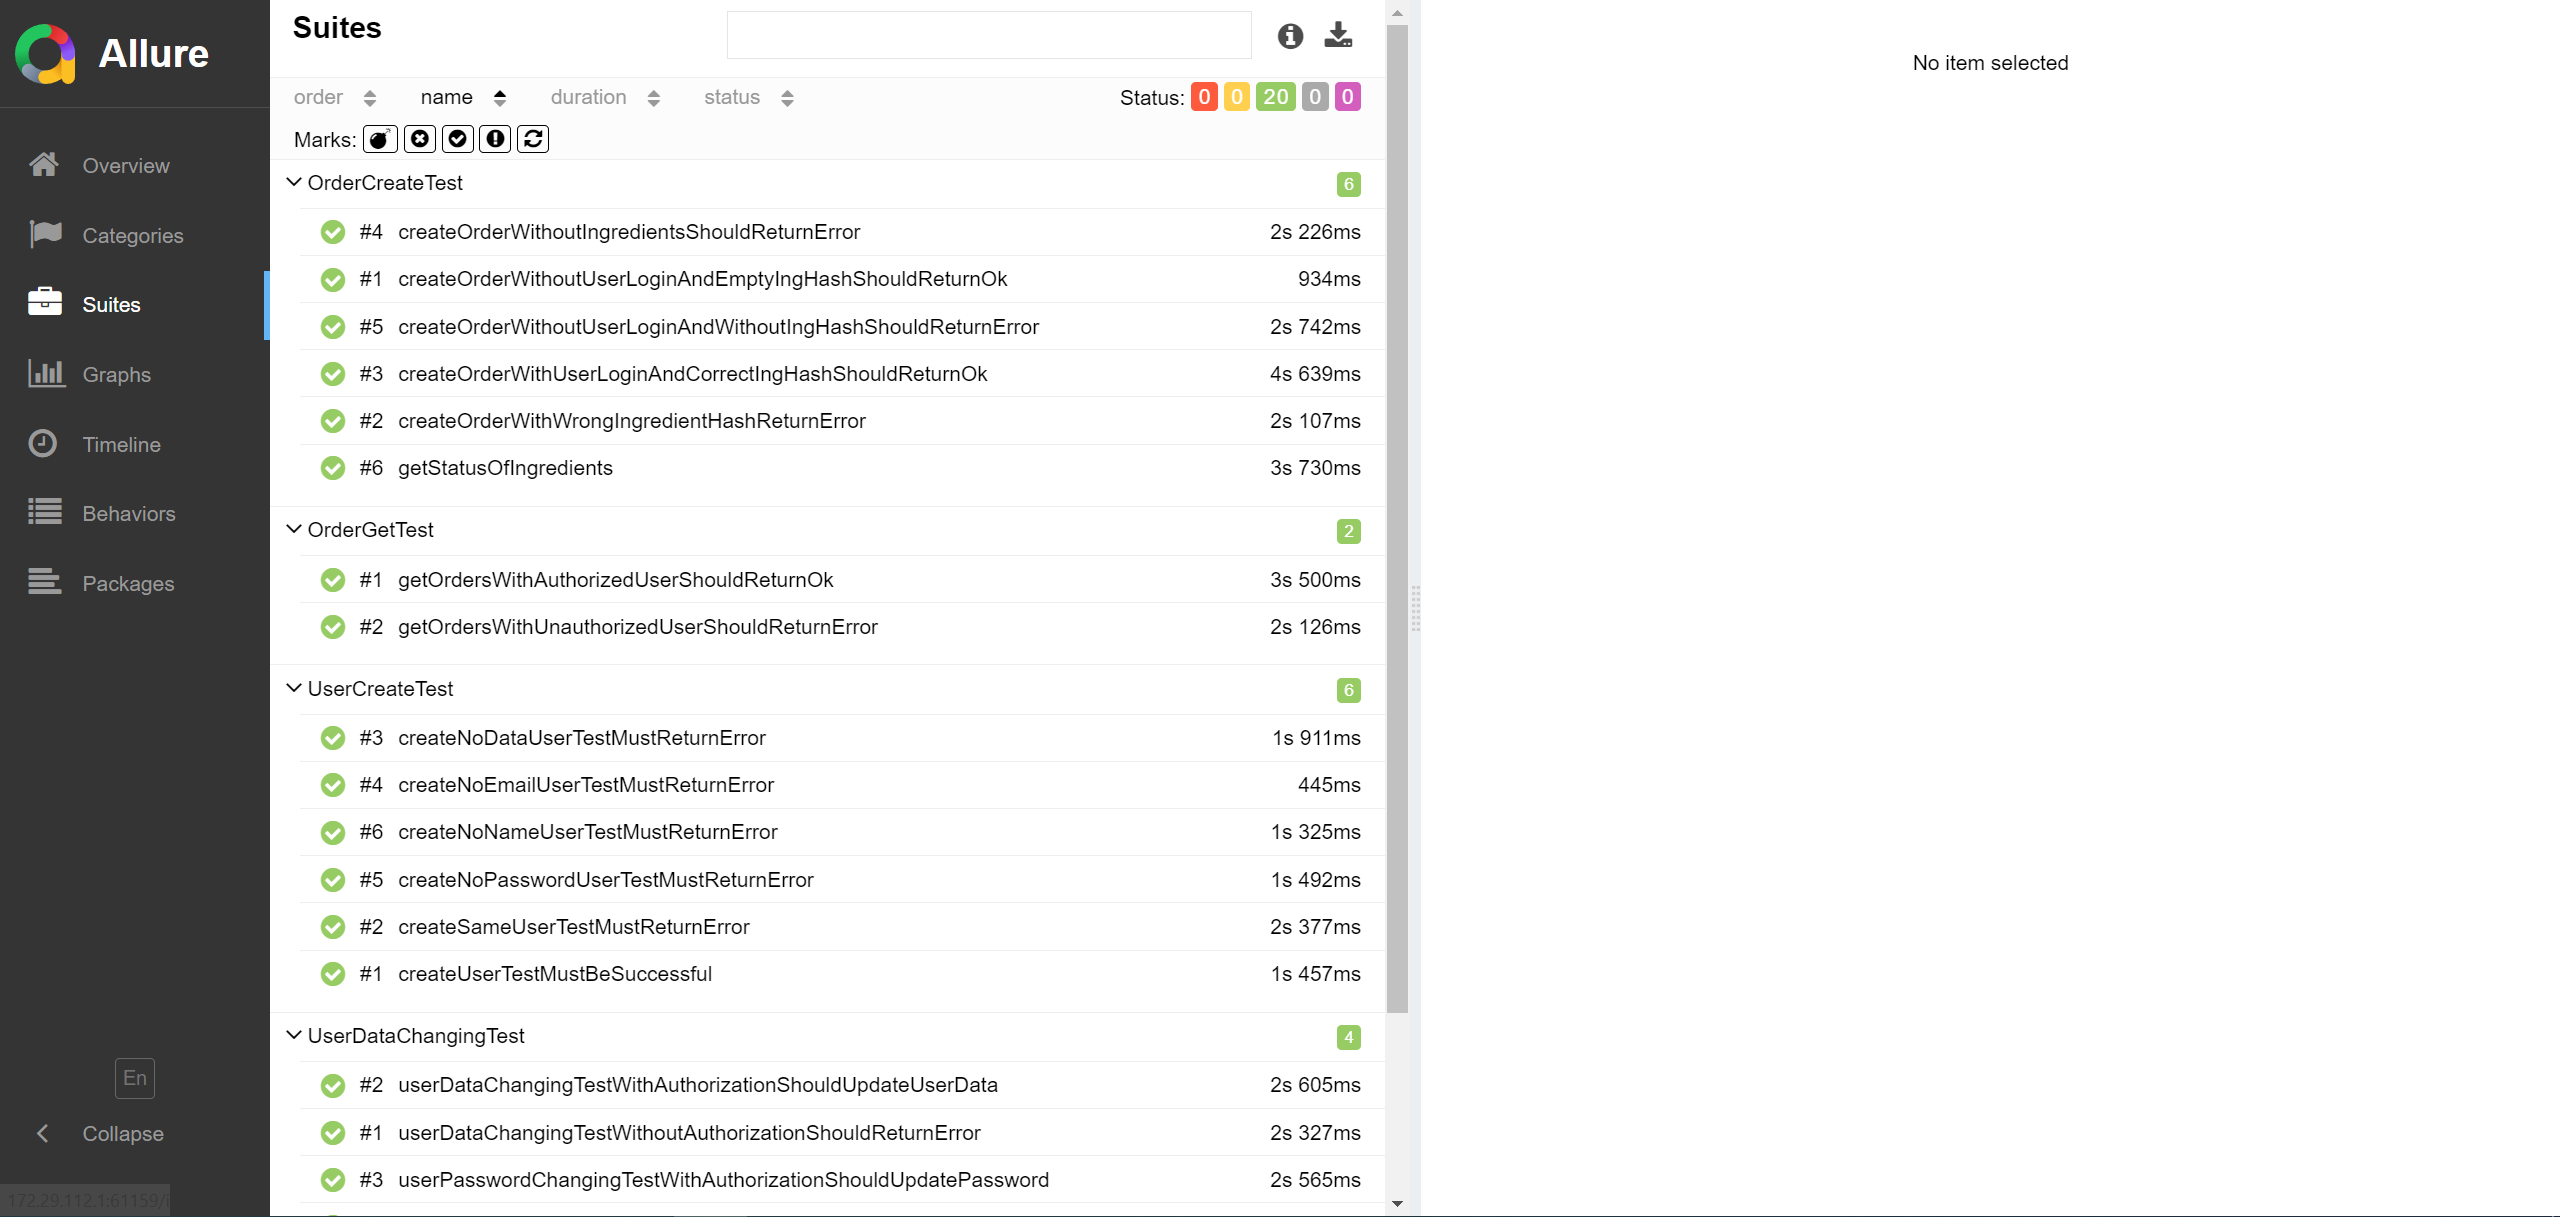 Allure
Overview
Categories
Suites
Graphs
Timeline
Behaviors
Packages
En
Collapse
172.29.112.1:61159/i
Suites
order name duration status Status: 0 0 20 0 0
Marks:
OrderCreateTest 6
#4 createOrderWithoutIngredientsShouldReturnError 2s 226ms
#1 createOrderWithoutUserLoginAndEmptyIngHashShouldReturnOk 934ms
#5 createOrderWithoutUserLoginAndWithoutIngHashShouldReturnError 2s 742ms
#3 createOrderWithUserLoginAndCorrectIngHashShouldReturnOk 4s 639ms
#2 createOrderWithWrongIngredientHashReturnError 2s 107ms
#6 getStatusOfIngredients 3s 730ms
OrderGetTest 2
#1 getOrdersWithAuthorizedUserShouldReturnOk 3s 500ms
#2 getOrdersWithUnauthorizedUserShouldReturnError 2s 126ms
UserCreateTest 6
#3 createNoDataUserTestMustReturnError 1s 911ms
#4 createNoEmailUserTestMustReturnError 445ms
#6 createNoNameUserTestMustReturnError 1s 325ms
#5 createNoPasswordUserTestMustReturnError 1s 492ms
#2 createSameUserTestMustReturnError 2s 377ms
#1 createUserTestMustBeSuccessful 1s 457ms
UserDataChangingTest 4
#2 userDataChangingTestWithAuthorizationShouldUpdateUserData 2s 605ms
#1 userDataChangingTestWithoutAuthorizationShouldReturnError 2s 327ms
#3 userPasswordChangingTestWithAuthorizationShouldUpdatePassword 2s 565ms
No item selected